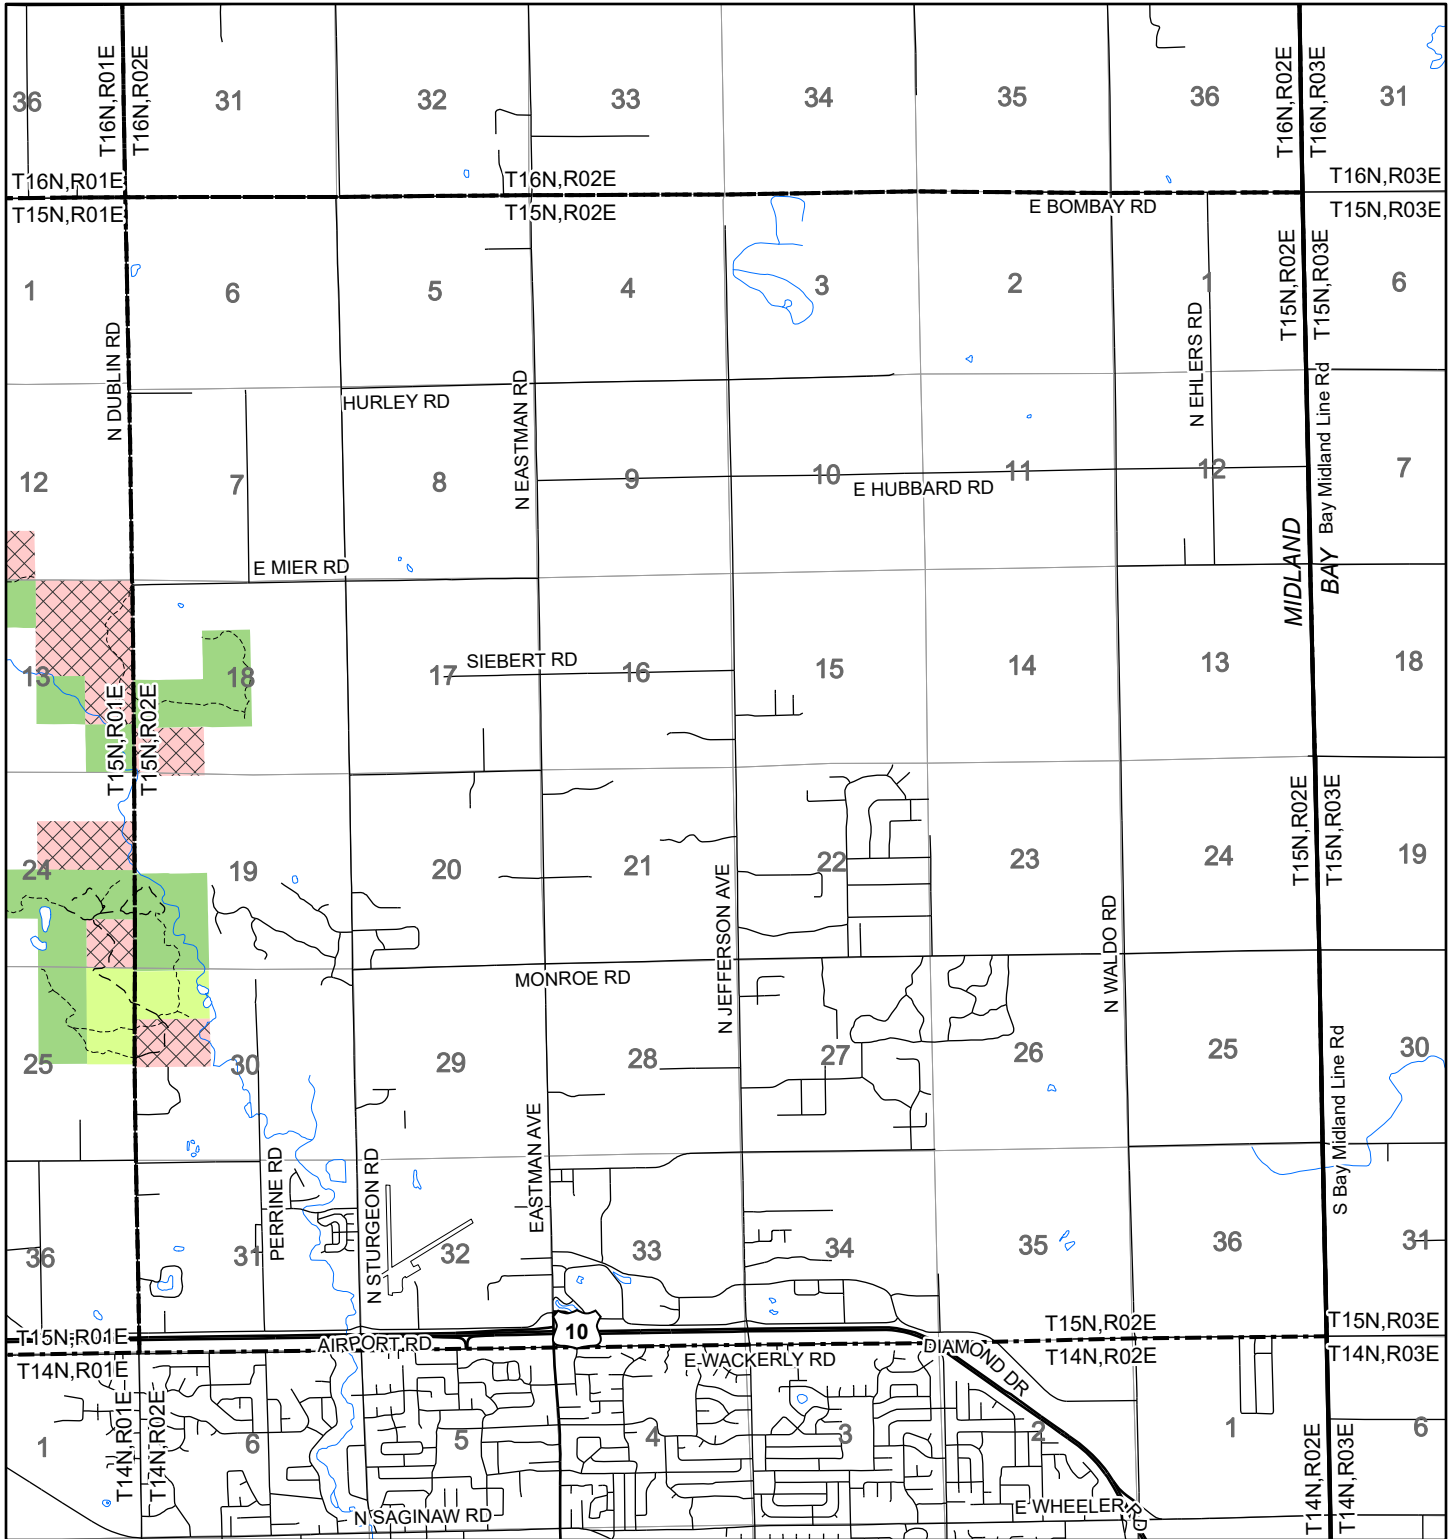 T16N,R01E
T16N,R02E
T16N,R02E
T16N,R03E
36
31
32
33
34
35
36
31
T16N,R01E
T16N,R02E
T16N,R03E
T15N,R01E
T15N,R02E
E BOMBAY RD
T15N,R03E
N DUBLIN RD
N EASTMAN RD
N EHLERS RD
T15N,R02E
T15N,R03E
1
6
5
4
3
2
1
6
HURLEY RD
Bay Midland Line Rd
12
7
8
9
10
11
12
7
E HUBBARD RD
MIDLAND
BAY
E MIER RD
SIEBERT RD
13
18
17
16
15
14
13
18
T15N,R01E
T15N,R02E
T15N,R02E
T15N,R03E
24
19
20
21
22
23
24
19
N JEFFERSON AVE
N WALDO RD
MONROE RD
25
30
29
28
27
26
25
30
S Bay Midland Line Rd
PERRINE RD
N STURGEON RD
EASTMAN AVE
36
31
32
33
34
35
36
31
T15N,R01E
AIRPORT RD
10
T15N,R02E
T15N,R03E
T14N,R01E
E WACKERLY RD
DIAMOND DR
T14N,R02E
T14N,R03E
T14N,R01E
T14N,R02E
T14N,R02E
T14N,R03E
1
6
5
4
3
2
1
6
N SAGINAW RD
E WHEELER RD